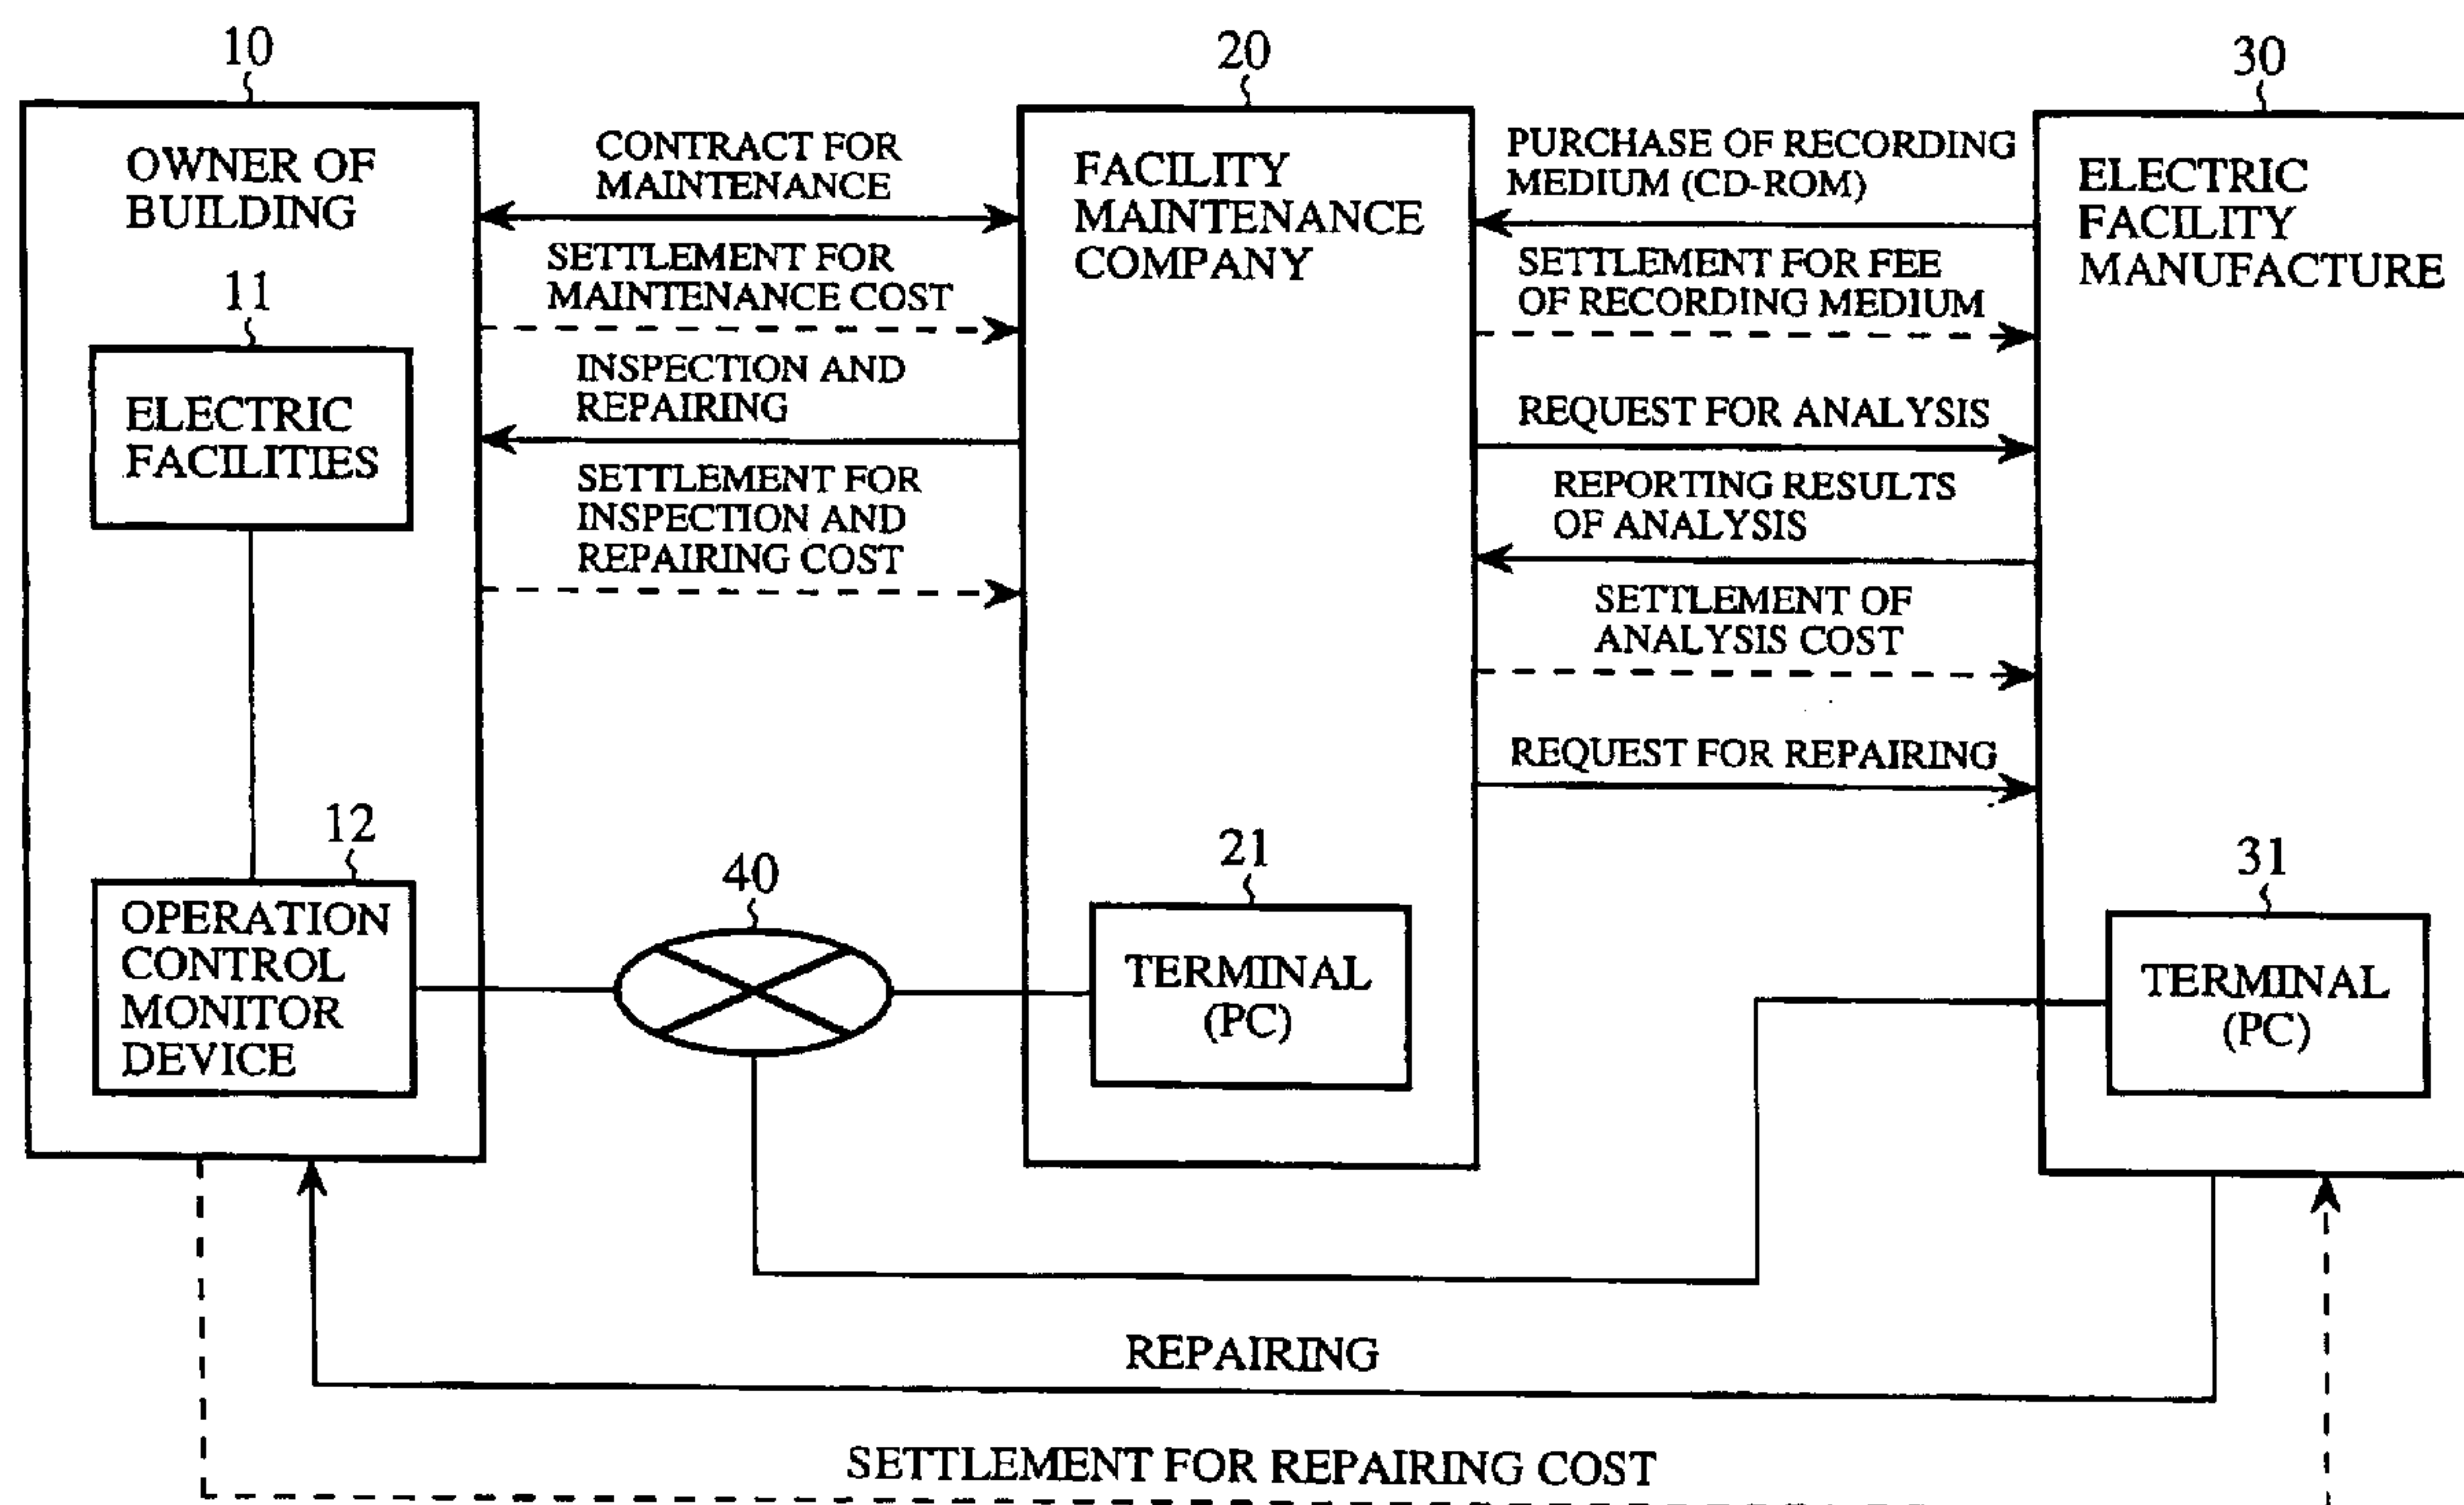 10
OWNER OF
BUILDING
11
ELECTRIC
FACILITIES
12
OPERATION
CONTROL
MONITOR
DEVICE
CONTRACT FOR
MAINTENANCE
SETTLEMENT FOR
MAINTENANCE COST
INSPECTION AND
REPAIRING
SETTLEMENT FOR
INSPECTION AND
REPAIRING COST
40
20
FACILITY
MAINTENANCE
COMPANY
21
TERMINAL
(PC)
PURCHASE OF RECORDING
MEDIUM (CD-ROM)
SETTLEMENT FOR FEE
OF RECORDING MEDIUM
REQUEST FOR ANALYSIS
REPORTING RESULTS
OF ANALYSIS
SETTLEMENT OF
ANALYSIS COST
REQUEST FOR REPAIRING
30
ELECTRIC
FACILITY
MANUFACTURE
31
TERMINAL
(PC)
REPAIRING
SETTLEMENT FOR REPAIRING COST